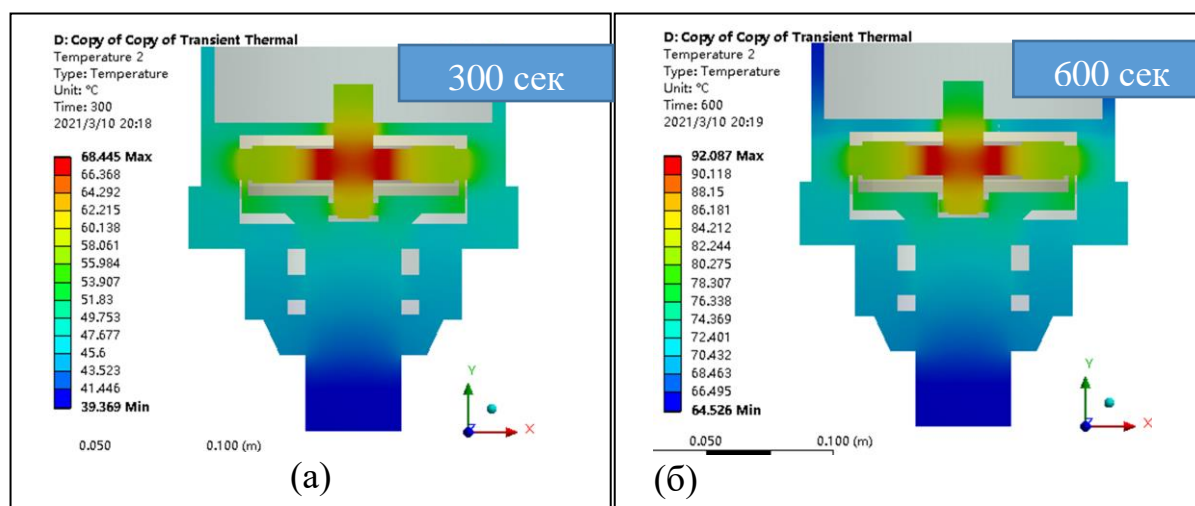 D: Copy of Copy of Transient Thermal
Temperature 2
Type: Temperature
Unit: °C
Time: 300
2021/3/10 20:18
300 сек
68.445 Max
66.368
64.292
62.215
60.138
58.061
55.984
53.907
51.83
49.753
47.677
45.6
43.523
41.446
39.369 Min
Y
X
0.050
0.100 (m)
(а)
D: Copy of Copy of Transient Thermal
Temperature 2
Type: Temperature
Unit: °C
Time: 600
2021/3/10 20:19
600 сек
92.087 Max
90.118
88.15
86.181
84.212
82.244
80.275
78.307
76.338
74.369
72.401
70.432
68.463
66.495
64.526 Min
Y
X
0.050
0.100 (m)
(б)